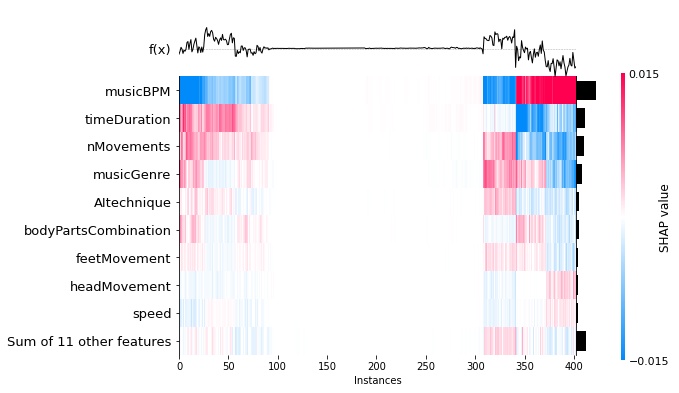 f(x)
musicBPM
timeDuration
nMovements
musicGenre
AItechnique
bodyPartsCombination
feetMovement
headMovement
speed
Sum of 11 other features
0 50 100 150 200 250 300 350 400
Instances
0.015
−0.015
SHAP value